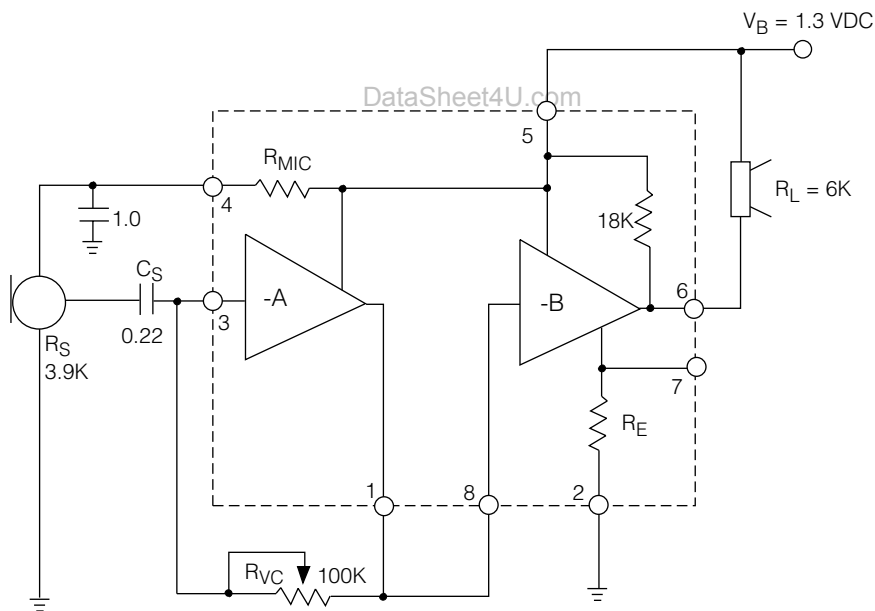 V_B = 1.3 VDC
DataSheet4U.com
5
R_MIC
4
1.0
18K
R_L = 6K
C_S
3
-A
-B
6
0.22
R_S
3.9K
7
R_E
1
8
2
R_VC
100K